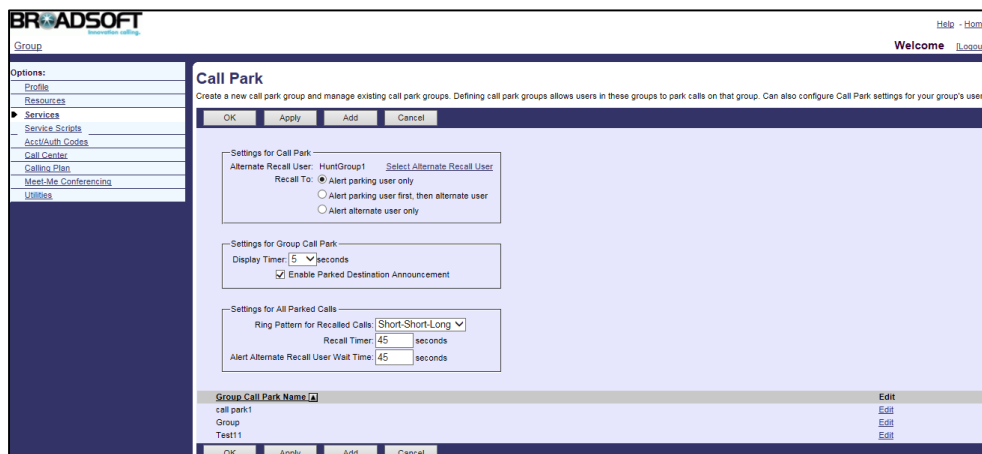 BROADSOFT
innovation calling.
Help - Hom
Group
Welcome [Logou
Options:
Profile
Resources
Services
Service Scripts
Acct/Auth Codes
Call Center
Calling Plan
Meet-Me Conferencing
Utilities
Call Park
Create a new call park group and manage existing call park groups. Defining call park groups allows users in these groups to park calls on that group. Can also configure Call Park settings for your group's user
OK Apply Add Cancel
Settings for Call Park
Alternate Recall User: HuntGroup1 Select Alternate Recall User
Recall To: Alert parking user only
Alert parking user first, then alternate user
Alert alternate user only
Settings for Group Call Park
Display Timer: 5 seconds
Enable Parked Destination Announcement
Settings for All Parked Calls
Ring Pattern for Recalled Calls: Short-Short-Long
Recall Timer: 45 seconds
Alert Alternate Recall User Wait Time: 45 seconds
Group Call Park Name Edit
call park1 Edit
Group Edit
Test11 Edit
OK Apply Add Cancel